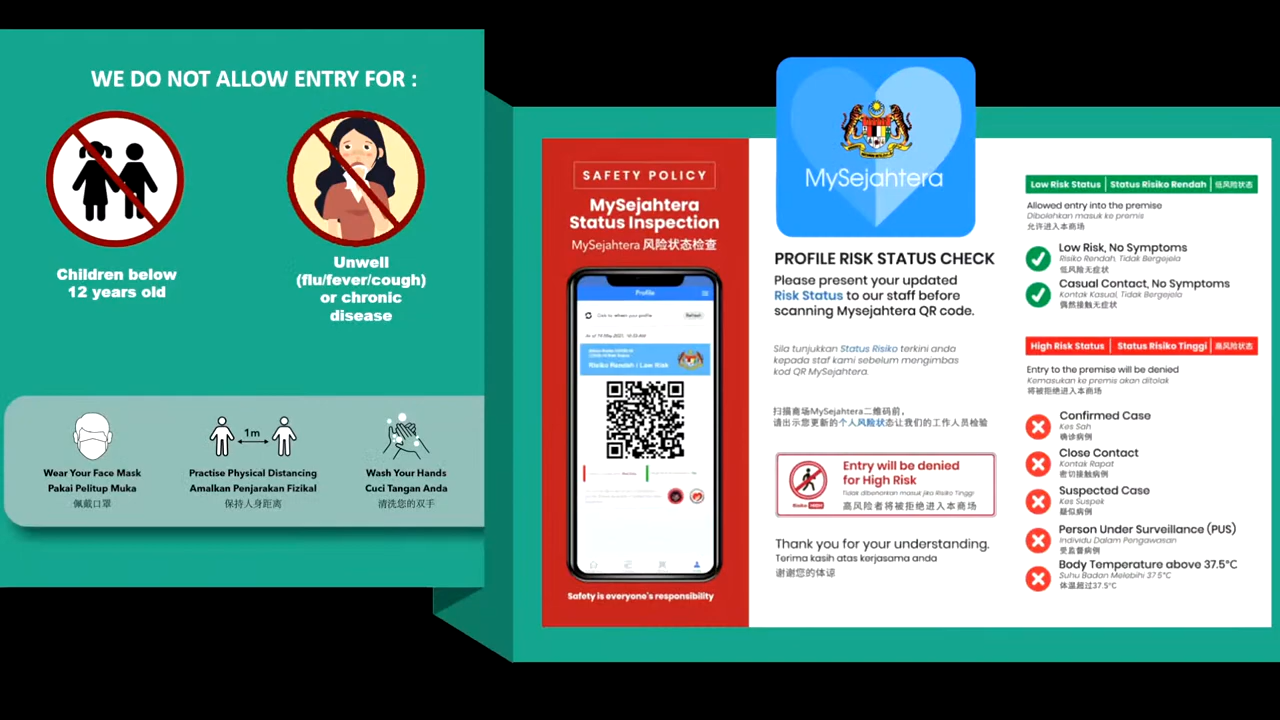 WE DO NOT ALLOW ENTRY FOR :
Children below
12 years old
Unwell
(flu/fever/cough)
or chronic
disease
1m
Wear Your Face Mask
Pakai Pelitup Muka
佩戴口罩
Practise Physical Distancing
Amalkan Penjarakan Fizikal
保持人身距离
Wash Your Hands
Cuci Tangan Anda
清洗您的双手
SAFETY POLICY
MySejahtera
Status Inspection
MySejahtera 风险状态检查
Profile
Click to refresh your profile
Refresh
Risiko Rendah / Low Risk
Safety is everyone's responsibility
MySejahtera
PROFILE RISK STATUS CHECK
Please present your updated
Risk Status to our staff before
scanning Mysejahtera QR code.
Sila tunjukkan Status Risiko terkini anda
kepada staf kami sebelum mengimbas
kod QR MySejahtera.
扫描商场MySejahtera二维码前，
请出示您更新的个人风险状态让我们的工作人员检验
Entry will be denied
for High Risk
Tidak dibenarkan masuk jika Risiko Tinggi
高风险者将被拒绝进入本商场
Thank you for your understanding.
Terima kasih atas kerjasama anda
谢谢您的体谅
Low Risk Status | Status Risiko Rendah | 低风险状态
Allowed entry into the premise
Dibolehkan masuk ke premis
允许进入本商场
Low Risk, No Symptoms
Risiko Rendah, Tidak Bergejela
低风险无症状
Casual Contact, No Symptoms
Kontak Kasual, Tidak Bergejela
偶然接触无症状
High Risk Status | Status Risiko Tinggi | 高风险状态
Entry to the premise will be denied
Kemasukan ke premis akan ditolak
将被拒绝进入本商场
Confirmed Case
Kes Sah
确诊病例
Close Contact
Kontak Rapat
密切接触病例
Suspected Case
Kes Suspek
疑似病例
Person Under Surveillance (PUS)
Individu Dalam Pengawasan
受监督病例
Body Temperature above 37.5°C
Suhu Badan Melebihi 37.5°C
体温超过37.5°C